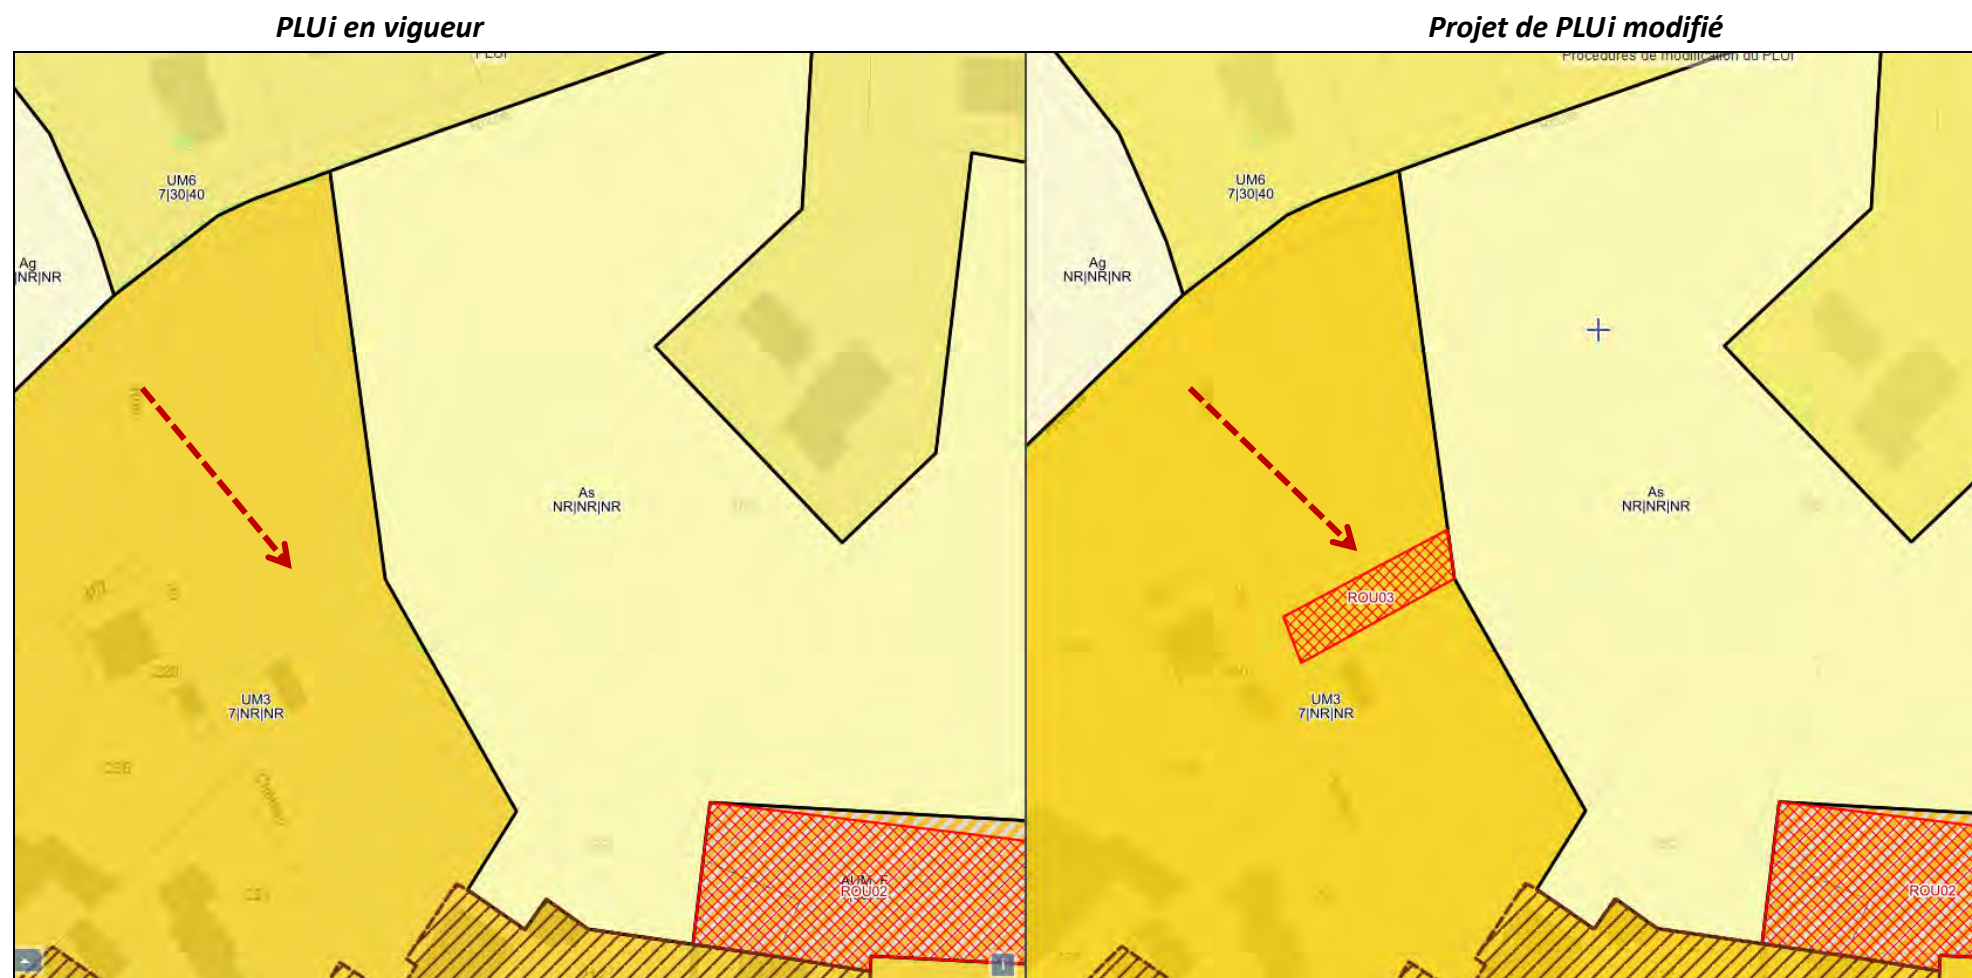 PLUi en vigueur
Projet de PLUi modifié
PLUi
Procédures de modification du PLUi
UM6
7|30|40
Ag
|NR|NR
As
NR|NR|NR
UM3
7|NR|NR
ROU02
UM6
7|30|40
Ag
NR|NR|NR
As
NR|NR|NR
ROU03
UM3
7|NR|NR
ROU02